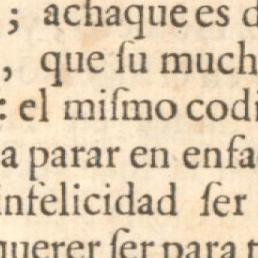 ; achaque es d
, que ſu much
: el miſmo codi
a parar en enfa
infelicidad ſer
querer ſer para t